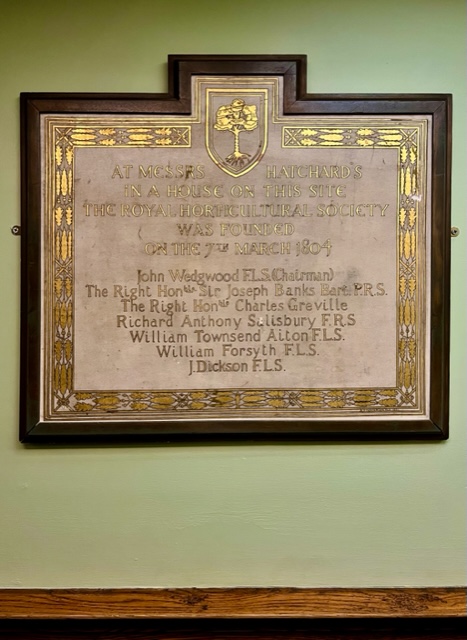 AT MESSRS HATCHARD'S
IN A HOUSE ON THIS SITE
THE ROYAL HORTICULTURAL SOCIETY
WAS FOUNDED
ON THE 7TH MARCH 1804
John Wedgwood F.L.S. (Chairman)
The Right Honble Sir Joseph Banks Bart. P.R.S.
The Right Honble Charles Greville
Richard Anthony Salisbury F.R.S
William Townsend Aiton F.L.S.
William Forsyth F.L.S.
J. Dickson F.L.S.